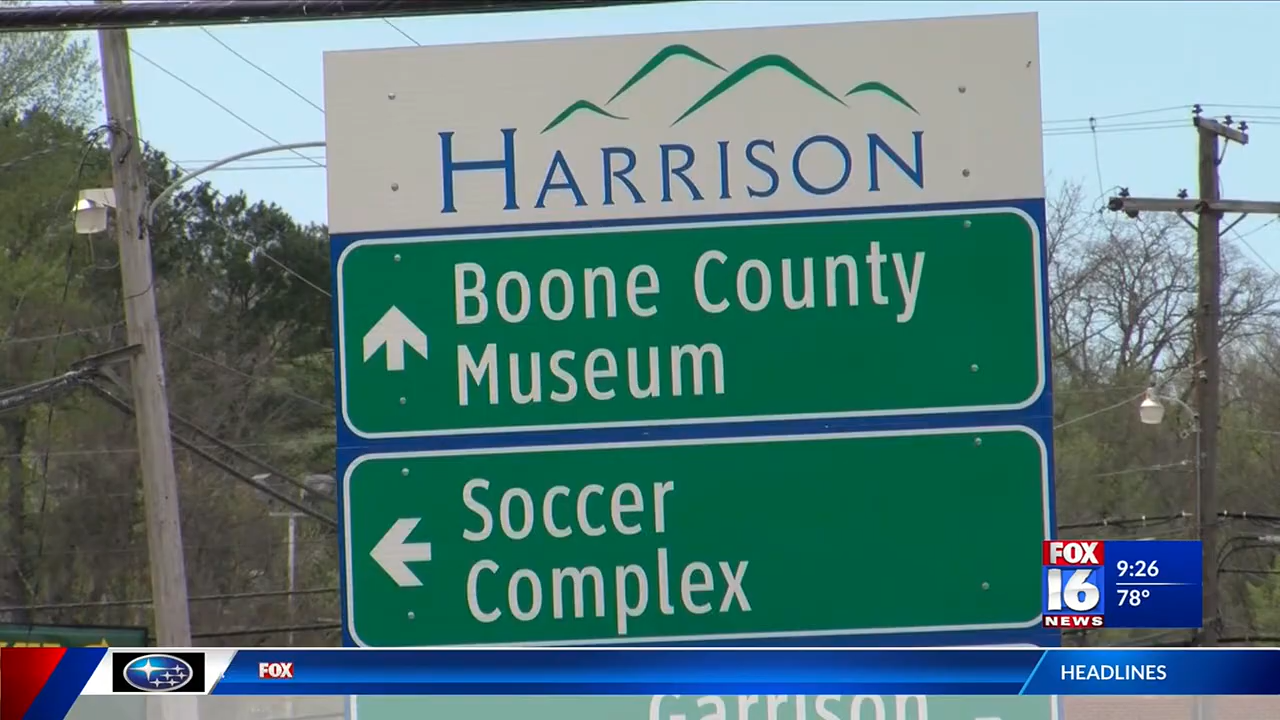 HARRISON
Boone County
Museum
Soccer
Complex
Garrison
FOX
16
NEWS
9:26
78°
FOX
HEADLINES